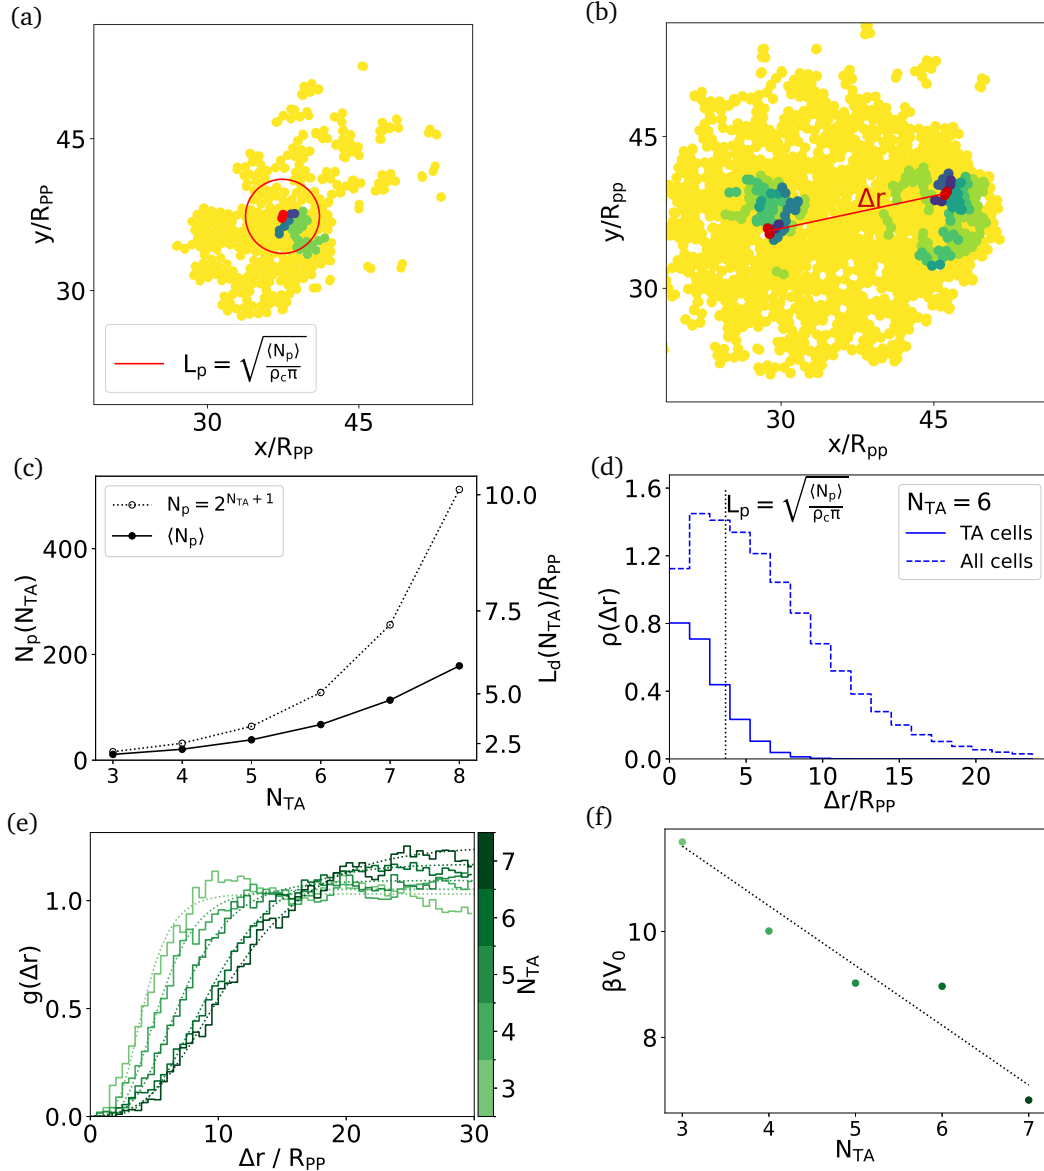 (a)
y/R_PP
45
30
L_p = √(⟨N_p⟩/ρ_cπ)
30 45
x/R_PP
(b)
y/R_pp
45
30
Δr
30 45
x/R_pp
(c)
N_p(N_TA)
400
200
0
N_p = 2^{N_TA + 1}
⟨N_p⟩
10.0
7.5
5.0
2.5
L_d(N_TA)/R_PP
3 4 5 6 7 8
N_TA
(d)
ρ(Δr)
1.6
1.2
0.8
0.4
0.0
L_p = √(⟨N_p⟩/ρ_cπ)
N_TA = 6
TA cells
All cells
0 5 10 15 20
Δr/R_PP
(e)
g(Δr)
1.0
0.5
0.0
0 10 20 30
Δr / R_PP
7
6
5
4
3
N_TA
(f)
βV_0
10
8
3 4 5 6 7
N_TA